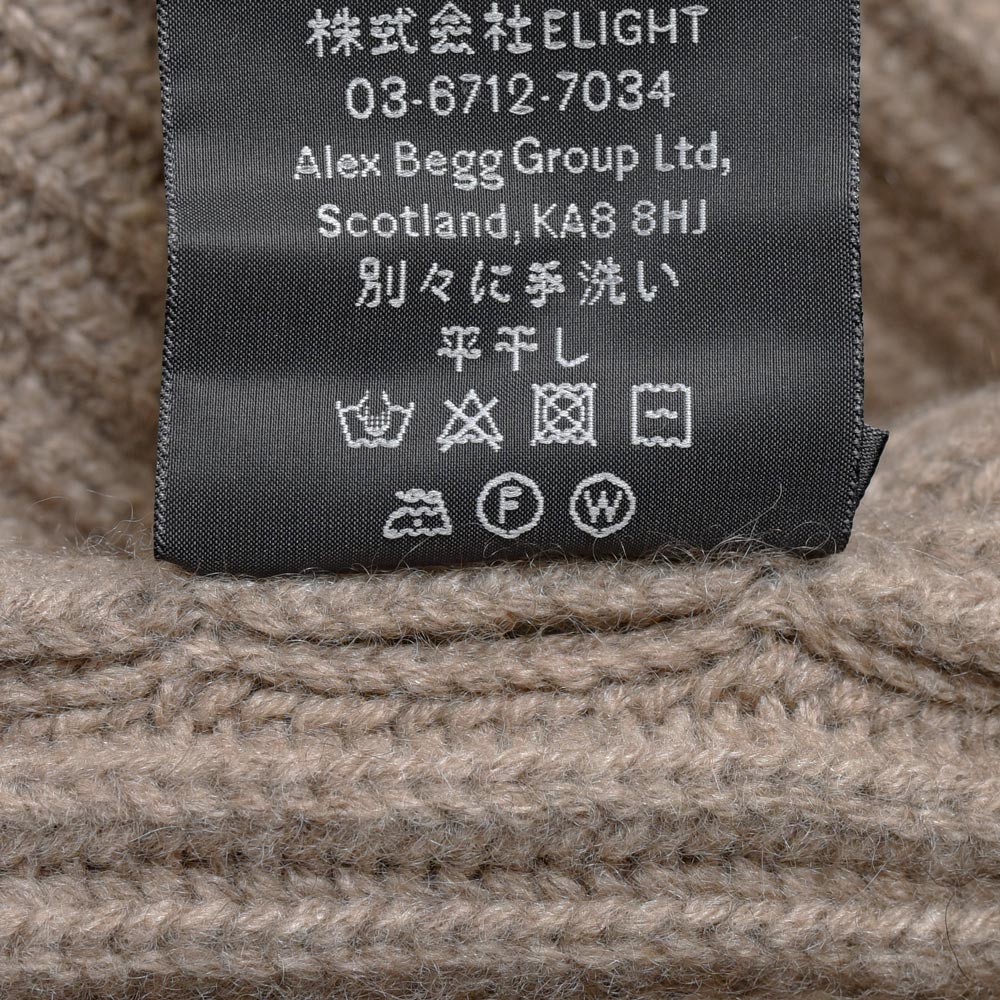 株式会社ELIGHT
03-6712-7034
Alex Begg Group Ltd,
Scotland, KA8 8HJ
別々に手洗い
平干し
F W